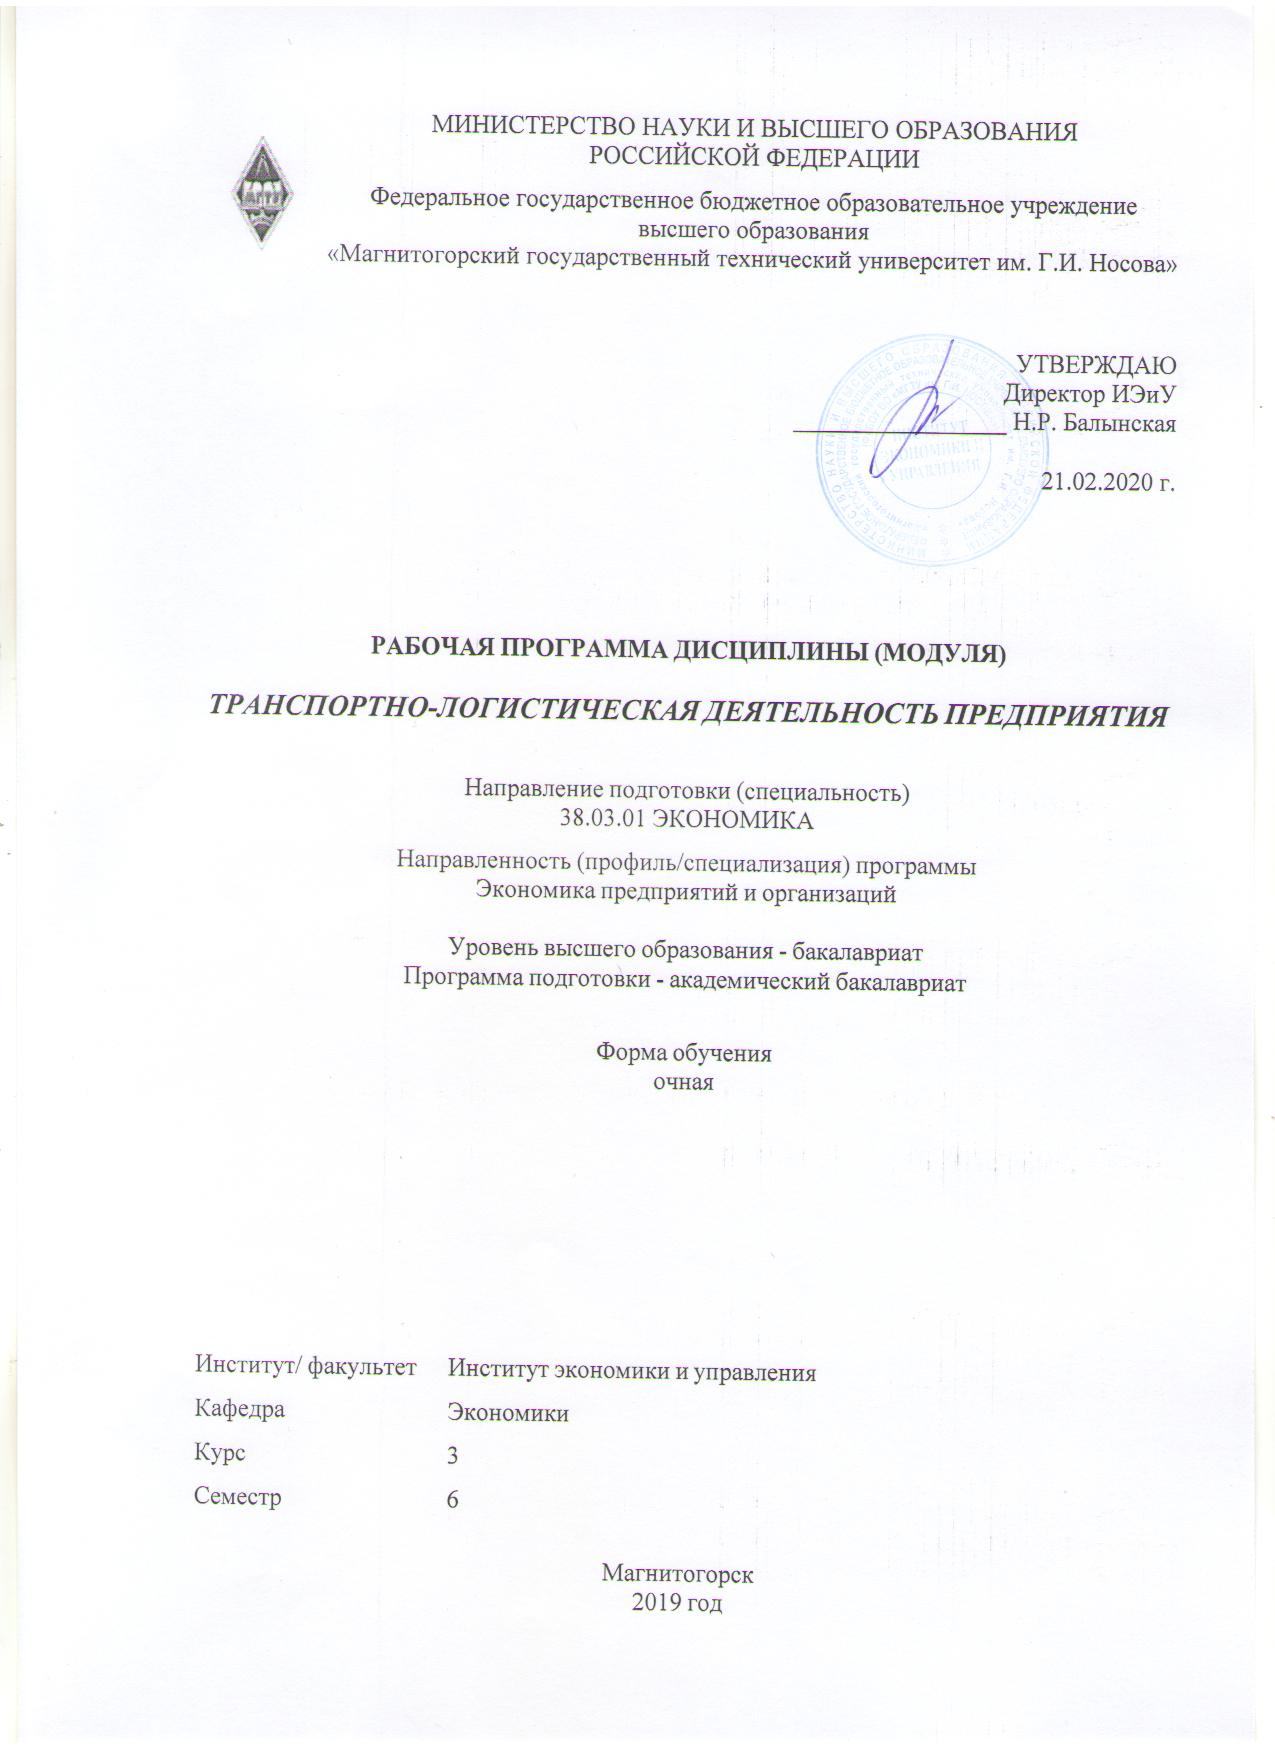 МИНИСТЕРСТВО НАУКИ И ВЫСШЕГО ОБРАЗОВАНИЯ
РОССИЙСКОЙ ФЕДЕРАЦИИ
Федеральное государственное бюджетное образовательное учреждение
высшего образования
«Магнитогорский государственный технический университет им. Г.И. Носова»
УТВЕРЖДАЮ
Директор ИЭиУ
Н.Р. Балынская
ИНСТИТУТ
ЭКОНОМИКИ И
УПРАВЛЕНИЯ
21.02.2020 г.
РАБОЧАЯ ПРОГРАММА ДИСЦИПЛИНЫ (МОДУЛЯ)
ТРАНСПОРТНО-ЛОГИСТИЧЕСКАЯ ДЕЯТЕЛЬНОСТЬ ПРЕДПРИЯТИЯ
Направление подготовки (специальность)
38.03.01 ЭКОНОМИКА
Направленность (профиль/специализация) программы
Экономика предприятий и организаций
Уровень высшего образования - бакалавриат
Программа подготовки - академический бакалавриат
Форма обучения
очная
Институт/ факультет Институт экономики и управления
Кафедра Экономики
Курс 3
Семестр 6
Магнитогорск
2019 год